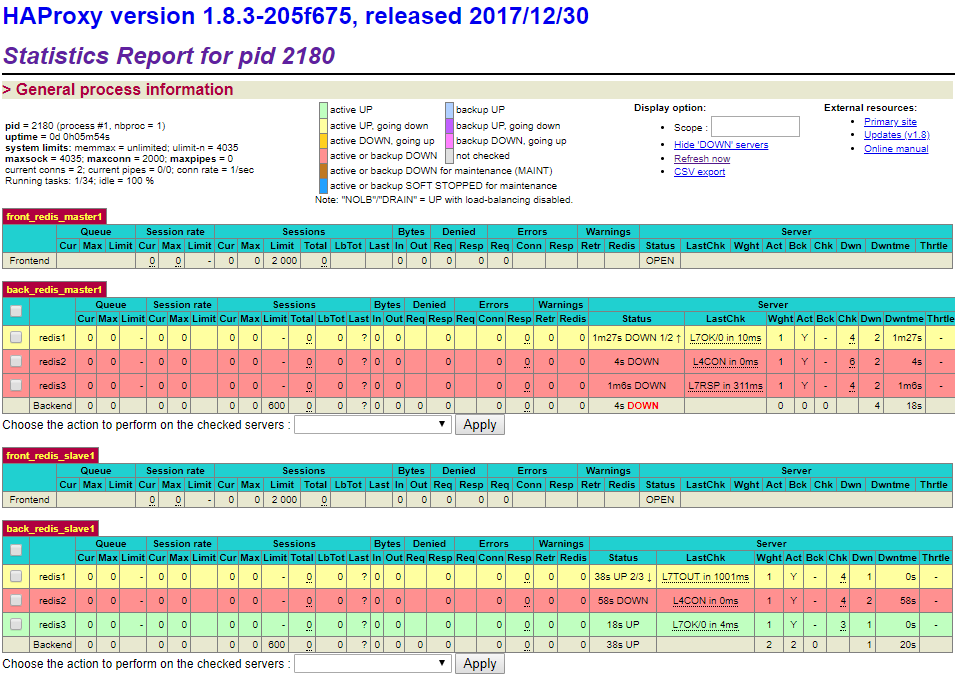 HAProxy version 1.8.3-205f675, released 2017/12/30
Statistics Report for pid 2180
> General process information
pid = 2180 (process #1, nbproc = 1)
uptime = 0d 0h05m54s
system limits: memmax = unlimited; ulimit-n = 4035
maxsock = 4035; maxconn = 2000; maxpipes = 0
current conns = 2; current pipes = 0/0; conn rate = 1/sec
Running tasks: 1/34; idle = 100 %
active UP backup UP
active UP, going down backup UP, going down
active DOWN, going up backup DOWN, going up
active or backup DOWN not checked
active or backup DOWN for maintenance (MAINT)
active or backup SOFT STOPPED for maintenance
Note: "NOLB"/"DRAIN" = UP with load-balancing disabled.
Display option:
• Scope :
• Hide 'DOWN' servers
• Refresh now
• CSV export
External resources:
• Primary site
• Updates (v1.8)
• Online manual
front_redis_master1
Queue Session rate Sessions Bytes Denied Errors Warnings Server
Cur Max Limit Cur Max Limit Cur Max Limit Total LbTot Last In Out Req Resp Req Conn Resp Retr Redis Status LastChk Wght Act Bck Chk Dwn Dwntme Thrtle
Frontend 0 0 - 0 0 2 000 0 0 0 0 0 0 OPEN
back_redis_master1
Queue Session rate Sessions Bytes Denied Errors Warnings Server
Cur Max Limit Cur Max Limit Cur Max Limit Total LbTot Last In Out Req Resp Req Conn Resp Retr Redis Status LastChk Wght Act Bck Chk Dwn Dwntme Thrtle
redis1 0 0 - 0 0 0 0 - 0 0 ? 0 0 0 0 0 0 0 1m27s DOWN 1/2 ↑ L7OK/0 in 10ms 1 Y - 4 2 1m27s -
redis2 0 0 - 0 0 0 0 - 0 0 ? 0 0 0 0 0 0 0 4s DOWN L4CON in 0ms 1 Y - 6 2 4s -
redis3 0 0 - 0 0 0 0 - 0 0 ? 0 0 0 0 0 0 0 1m6s DOWN L7RSP in 311ms 1 Y - 4 2 1m6s -
Backend 0 0 0 0 0 0 600 0 0 ? 0 0 0 0 0 0 0 0 4s DOWN 0 0 0 4 18s
Choose the action to perform on the checked servers : Apply
front_redis_slave1
Queue Session rate Sessions Bytes Denied Errors Warnings Server
Cur Max Limit Cur Max Limit Cur Max Limit Total LbTot Last In Out Req Resp Req Conn Resp Retr Redis Status LastChk Wght Act Bck Chk Dwn Dwntme Thrtle
Frontend 0 0 - 0 0 2 000 0 0 0 0 0 0 OPEN
back_redis_slave1
Queue Session rate Sessions Bytes Denied Errors Warnings Server
Cur Max Limit Cur Max Limit Cur Max Limit Total LbTot Last In Out Req Resp Req Conn Resp Retr Redis Status LastChk Wght Act Bck Chk Dwn Dwntme Thrtle
redis1 0 0 - 0 0 0 0 - 0 0 ? 0 0 0 0 0 0 0 38s UP 2/3 ↓ L7TOUT in 1001ms 1 Y - 4 1 0s -
redis2 0 0 - 0 0 0 0 - 0 0 ? 0 0 0 0 0 0 0 58s DOWN L4CON in 0ms 1 Y - 4 2 58s -
redis3 0 0 - 0 0 0 0 - 0 0 ? 0 0 0 0 0 0 0 18s UP L7OK/0 in 4ms 1 Y - 3 1 0s -
Backend 0 0 0 0 0 0 600 0 0 ? 0 0 0 0 0 0 0 0 38s UP 2 2 0 1 20s
Choose the action to perform on the checked servers : Apply